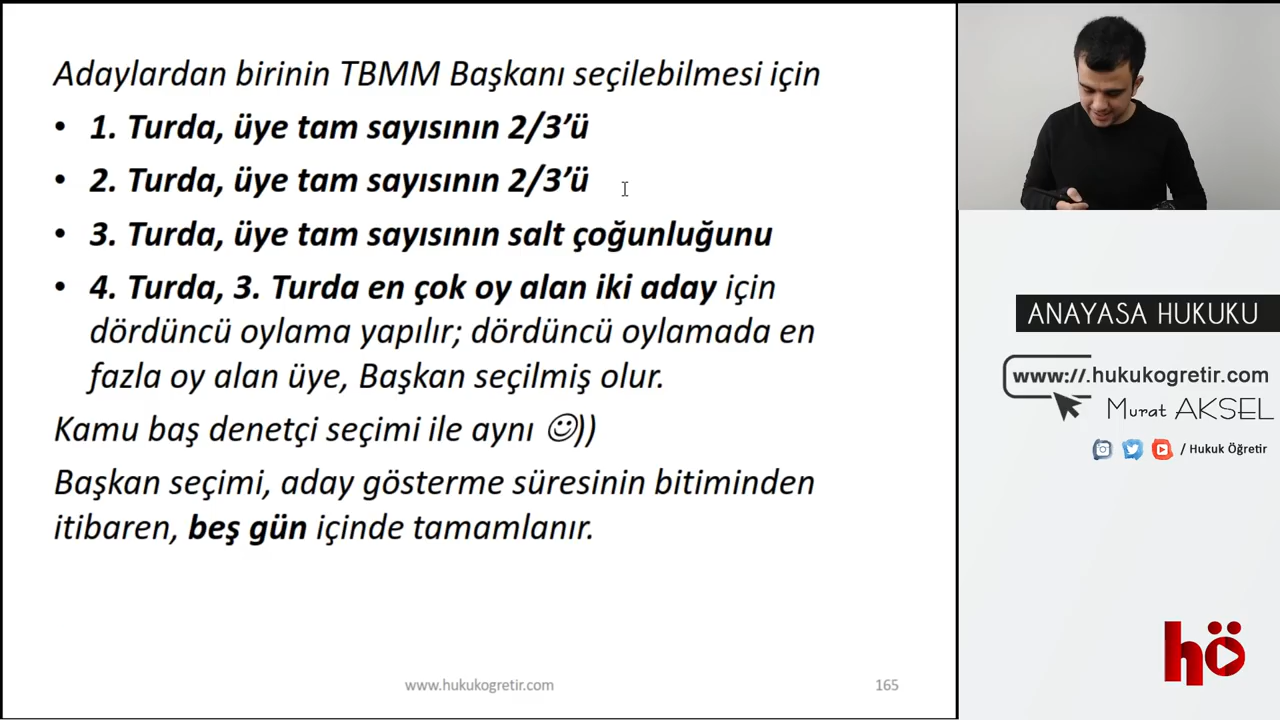 Adaylardan birinin TBMM Başkanı seçilebilmesi için
• 1. Turda, üye tam sayısının 2/3’ü
• 2. Turda, üye tam sayısının 2/3’ü
• 3. Turda, üye tam sayısının salt çoğunluğunu
• 4. Turda, 3. Turda en çok oy alan iki aday için
dördüncü oylama yapılır; dördüncü oylamada en
fazla oy alan üye, Başkan seçilmiş olur.
Kamu baş denetçi seçimi ile aynı ☺))
Başkan seçimi, aday gösterme süresinin bitiminden
itibaren, beş gün içinde tamamlanır.
www.hukukogretir.com
165
ANAYASA HUKUKU
www://.hukukogretir.com
Murat AKSEL
/ Hukuk Öğretir
hö